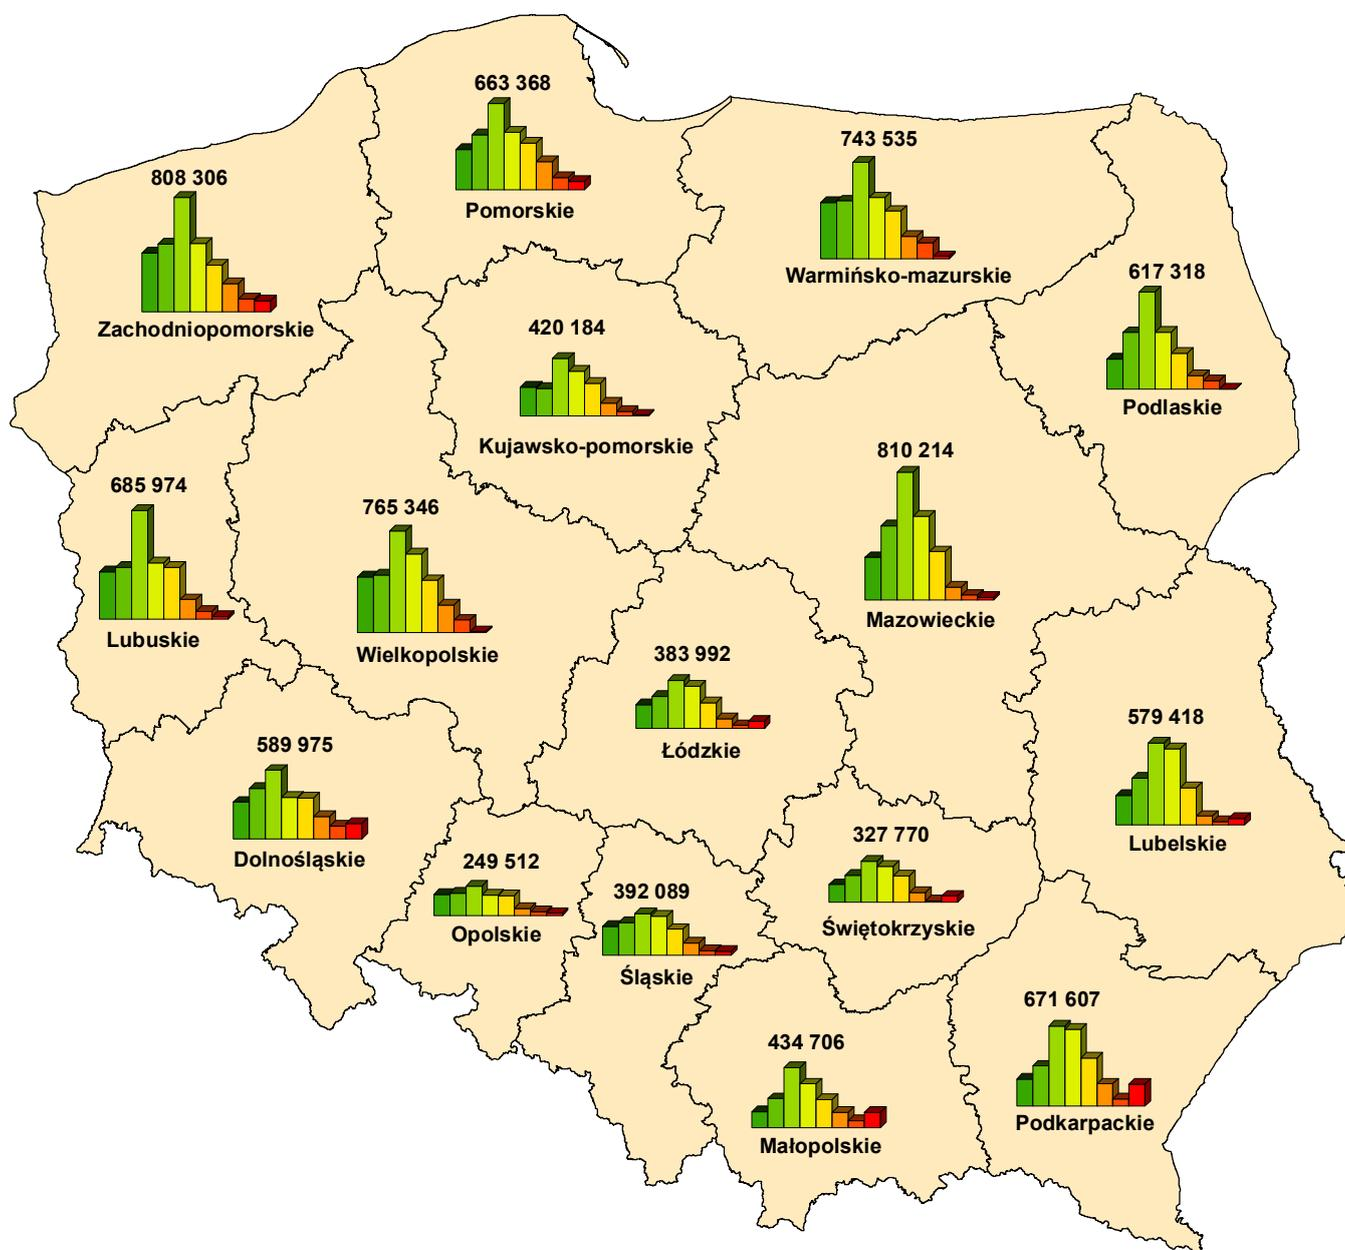 663 368
Pomorskie
743 535
Warmińsko-mazurskie
808 306
Zachodniopomorskie
617 318
Podlaskie
420 184
Kujawsko-pomorskie
810 214
Mazowieckie
685 974
Lubuskie
765 346
Wielkopolskie
383 992
Łódzkie
579 418
Lubelskie
589 975
Dolnośląskie
249 512
Opolskie
392 089
Śląskie
327 770
Świętokrzyskie
671 607
Podkarpackie
434 706
Małopolskie